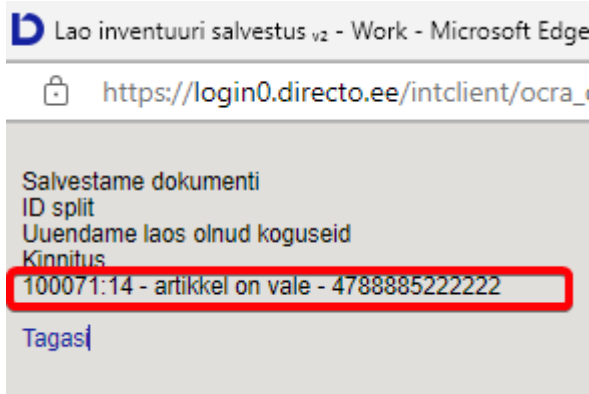 Lao inventuuri salvestus v2 - Work - Microsoft Edge
https://login0.directo.ee/intclient/ocra_
Salvestame dokumenti
ID split
Uuendame laos olnud koguseid
Kinnitus
100071:14 - artikkel on vale - 4788885222222
Tagasi